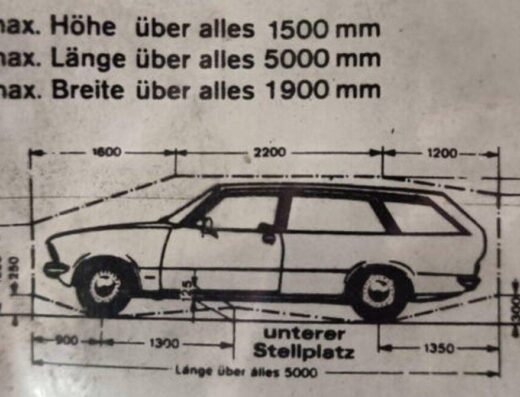 max. Höhe über alles 1500 mm
max. Länge über alles 5000 mm
max. Breite über alles 1900 mm
1600 2200 1200
125
300
900 1300 unterer 1350
Stellplatz
Länge über alles 5000